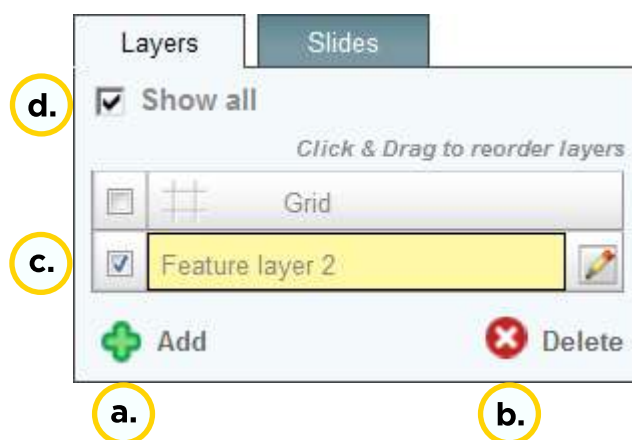 Layers Slides
d. Show all
Click & Drag to reorder layers
Grid
c. Feature layer 2
Add Delete
a. b.